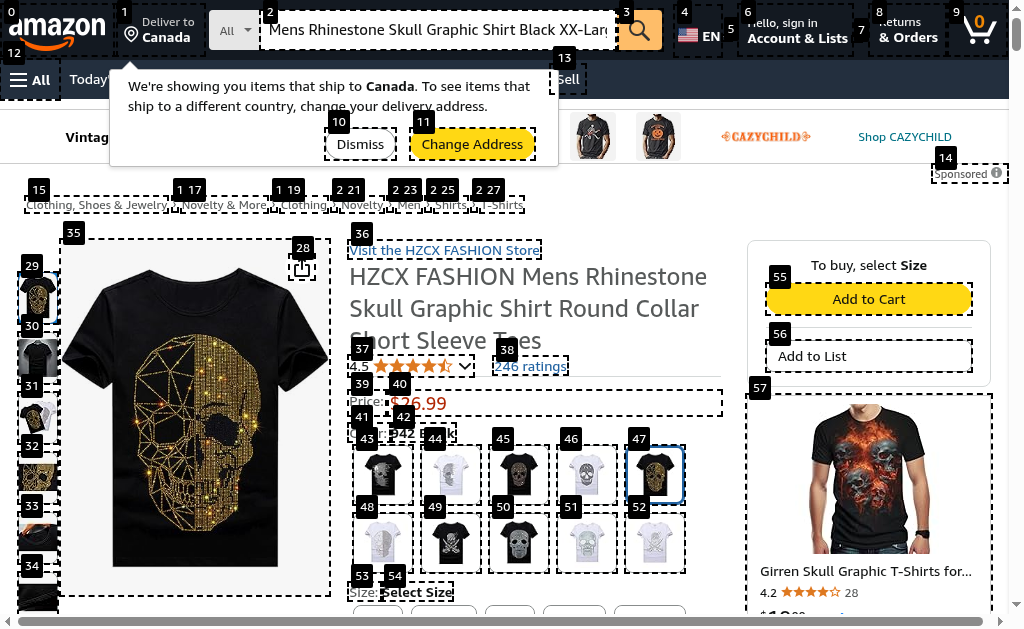 amazon
Deliver to
Canada
All
Mens Rhinestone Skull Graphic Shirt Black XX-Lar
EN
Hello, sign in
Account & Lists
Returns
& Orders
0
All
Today'
Sell
We're showing you items that ship to Canada. To see items that
ship to a different country, change your delivery address.
Dismiss
Change Address
Vintag
CAZYCHILD
Shop CAZYCHILD
Sponsored
Clothing, Shoes & Jewelry › Novelty & More › Clothing › Novelty › Men › Shirts › T-Shirts
Visit the HZCX FASHION Store
HZCX FASHION Mens Rhinestone
Skull Graphic Shirt Round Collar
Short Sleeve Tees
4.5
246 ratings
Price: $26.99
942 Black
Size: Select Size
To buy, select Size
Add to Cart
Add to List
Girren Skull Graphic T-Shirts for...
4.2
28
0
1
2
3
4
5
6
7
8
9
10
11
12
13
14
15
1 17
1 19
2 21
2 23
2 25
2 27
28
29
30
31
32
33
34
35
36
37
38
39
40
41
42
43
44
45
46
47
48
49
50
51
52
53
54
55
56
57